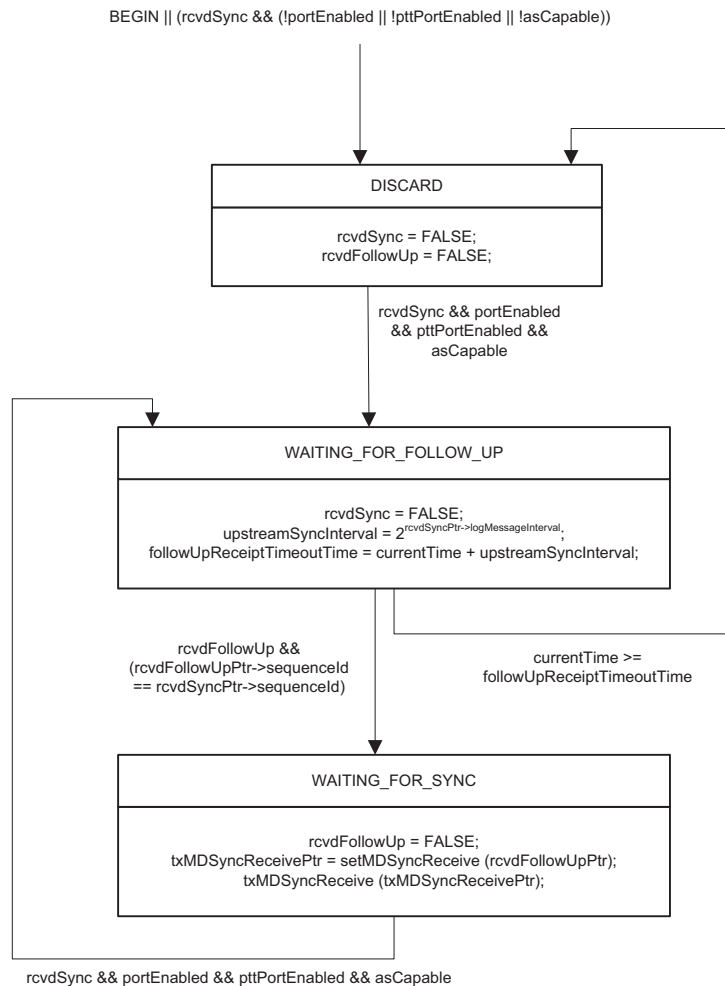 BEGIN || (rcvdSync && (!portEnabled || !pttPortEnabled || !asCapable))
DISCARD
rcvdSync = FALSE;
rcvdFollowUp = FALSE;
rcvdSync && portEnabled
&& pttPortEnabled &&
asCapable
WAITING_FOR_FOLLOW_UP
rcvdSync = FALSE;
upstreamSyncInterval = 2^rcvdSyncPtr->logMessageInterval;
followUpReceiptTimeoutTime = currentTime + upstreamSyncInterval;
rcvdFollowUp &&
(rcvdFollowUpPtr->sequenceId
== rcvdSyncPtr->sequenceId)
currentTime >=
followUpReceiptTimeoutTime
WAITING_FOR_SYNC
rcvdFollowUp = FALSE;
txMDSyncReceivePtr = setMDSyncReceive (rcvdFollowUpPtr);
txMDSyncReceive (txMDSyncReceivePtr);
rcvdSync && portEnabled && pttPortEnabled && asCapable